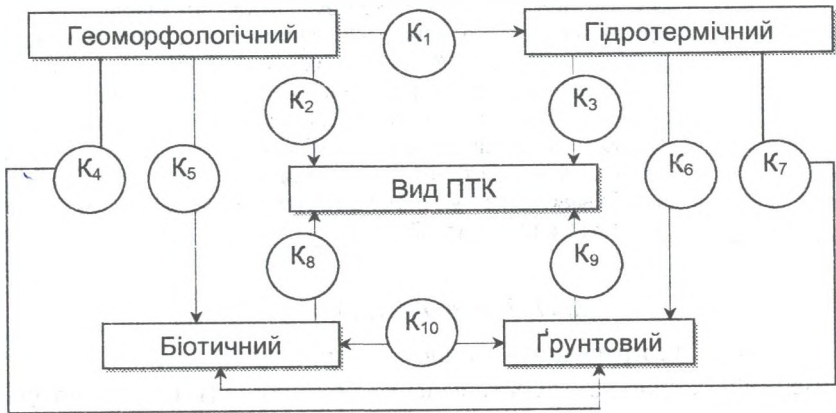 Геоморфологічний
K₁
Гідротермічний
K₂
K₃
K₄
K₅
Вид ПТК
K₆
K₇
K₈
K₉
Біотичний
K₁₀
Ґрунтовий